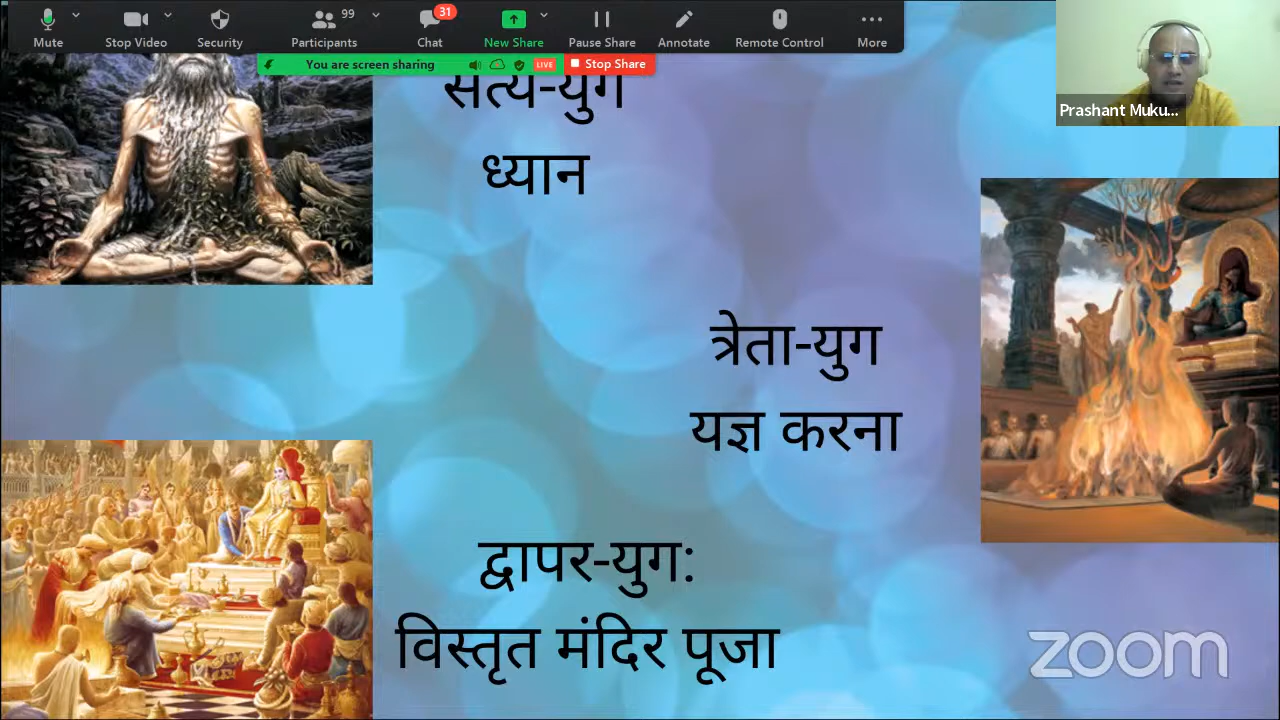 99
31
Mute
Stop Video
Security
Participants
Chat
New Share
Pause Share
Annotate
Remote Control
More
You are screen sharing
LIVE
Stop Share
Prashant Muku...
सत्य-युग
ध्यान
त्रेता-युग
यज्ञ करना
द्वापर-युग:
विस्तृत मंदिर पूजा
zoom